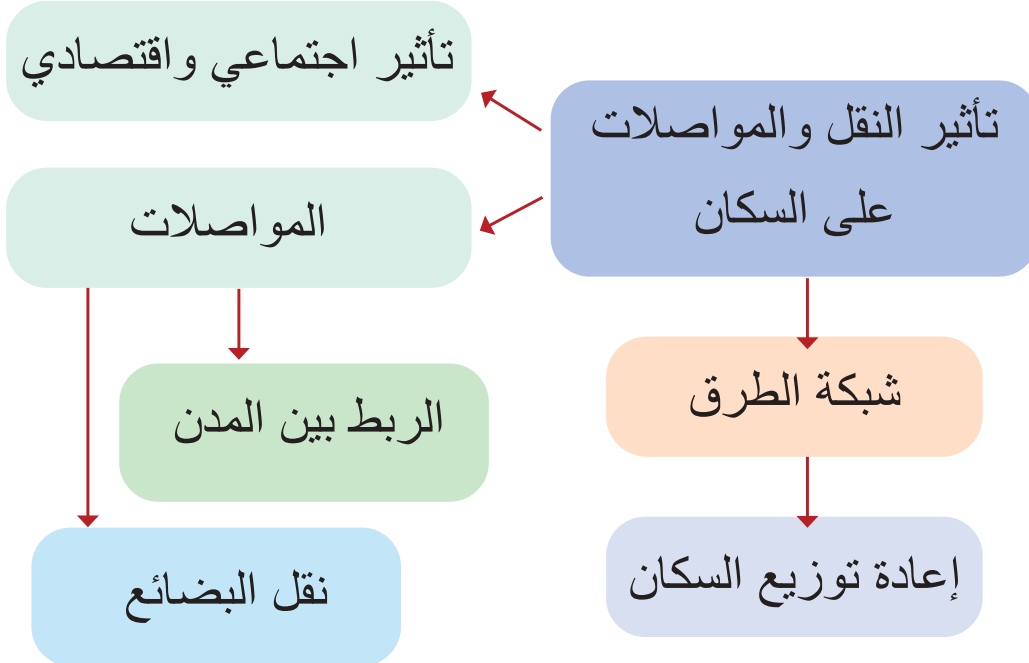 تأثير النقل والمواصلات
على السكان
تأثير اجتماعي واقتصادي
المواصلات
شبكة الطرق
الربط بين المدن
إعادة توزيع السكان
نقل البضائع